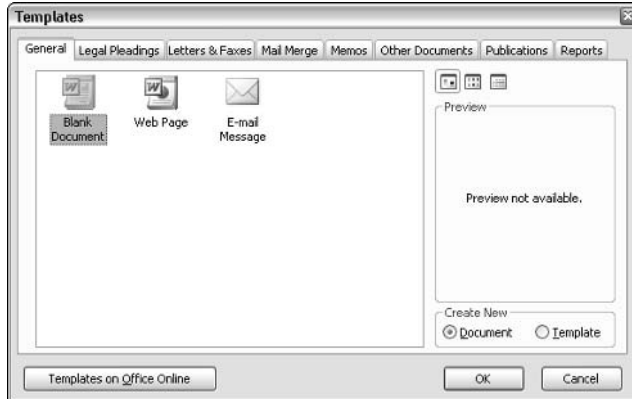 Templates
General Legal Pleadings Letters & Faxes Mail Merge Memos Other Documents Publications Reports
Blank Document
Web Page
E-mail Message
Preview
Preview not available.
Create New
Document Template
Templates on Office Online OK Cancel